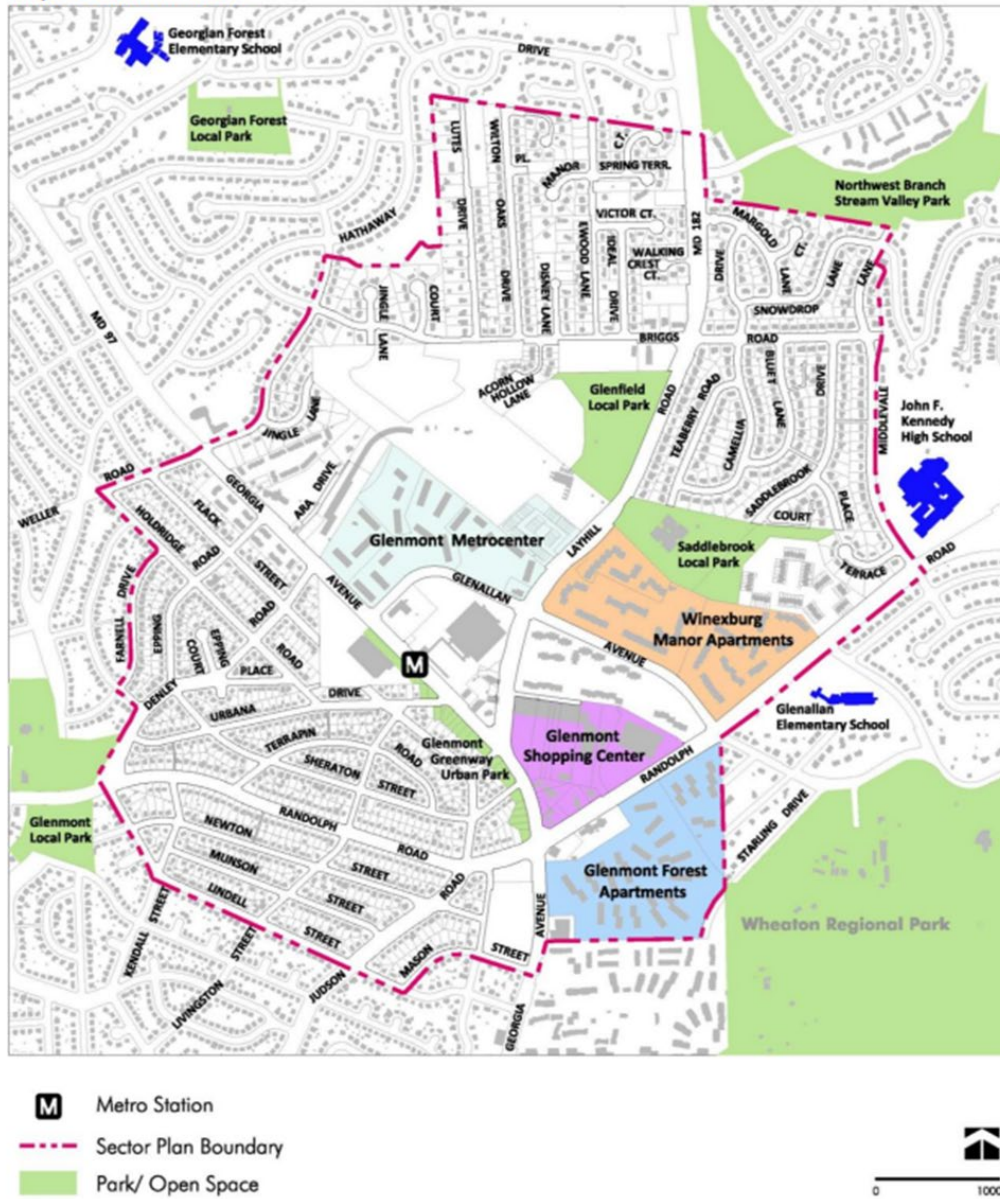 Georgian Forest
Elementary School
DRIVE
Georgian Forest
Local Park
LUTES
WILTON
PL.
MANOR
CT.
SPRING TERR.
Northwest Branch
Stream Valley Park
HATHAWAY
DRIVE
OAKS
VICTOR CT.
MD 182
MARGOLD
CT.
EWOOD LANE
IDEAL
WALKING
CREST
CT.
DRIVE
LANE
LANE
LANE
JINGLE
COURT
DRIVE
DISNEY LANE
DRIVE
SNOWDROP
MD 97
LANE
BRIGGS
ROAD
ACORN
HOLLOW
LANE
Glenfield
Local Park
ROAD
TEABERRY ROAD
CAMELLIA
BLUET
LANE
DRIVE
MIDDLEVALE
John F.
Kennedy
High School
JINGLE
LANE
ROAD
WELLER
GEORGIA
ARA DRIVE
SADDLEBROOK
COURT
PLACE
HOLDRIDGE
FLACK
ROAD
STREET
AVENUE
Glenmont Metrocenter
LAYHILL
Saddlebrook
Local Park
TERRACE
ROAD
GLENALLAN
Winexburg
Manor Apartments
DRIVE
FARNELL
EPPING
COURT
EPPING
PLACE
ROAD
ROAD
M
AVENUE
DENLEY
DRIVE
URBANA
Glenallan
Elementary School
TERRAPIN
SHERATON
STREET
ROAD
Glenmont
Greenway
Urban Park
Glenmont
Shopping Center
RANDOLPH
Glenmont
Local Park
RANDOLPH
ROAD
NEWTON
STREET
MUNSON
STREET
LINDELL
STREET
ROAD
STARLING DRIVE
Glenmont Forest
Apartments
AVENUE
Wheaton Regional Park
KENDALL
STREET
STREET
LIVINGSTON
JUDSON
MASON
STREET
GEORGIA
M Metro Station
Sector Plan Boundary
Park/ Open Space
0 1000